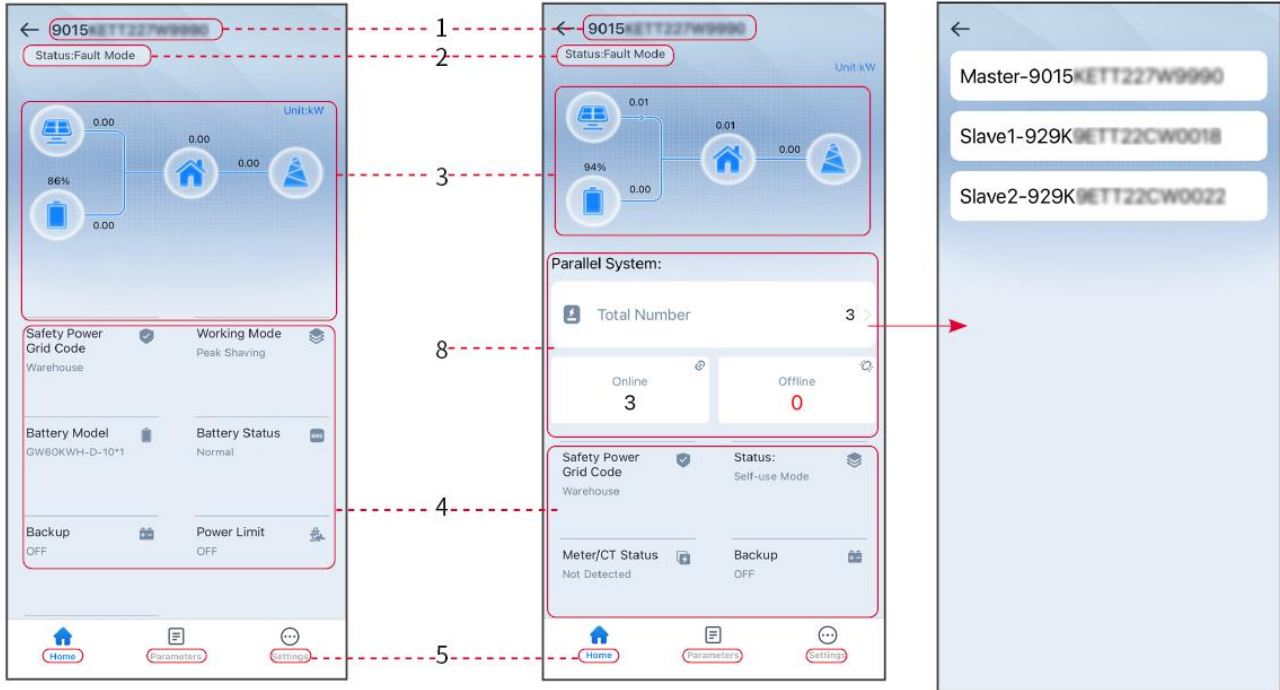 9015
Status:Fault Mode
Unit:kW
0.00
0.00
0.00
86%
0.00
Safety Power
Grid Code
Warehouse
Working Mode
Peak Shaving
Battery Model
GW60KWH-D-10*1
Battery Status
Normal
Backup
OFF
Power Limit
OFF
Home
Parameters
Settings
1
2
3
8
4
5
9015
Status:Fault Mode
Unit:kW
0.01
0.01
0.00
94%
0.00
Parallel System:
Total Number
3
Online
3
Offline
0
Safety Power
Grid Code
Warehouse
Status:
Self-use Mode
Meter/CT Status
Not Detected
Backup
OFF
Home
Parameters
Settings
Master-9015
Slave1-929K
Slave2-929K